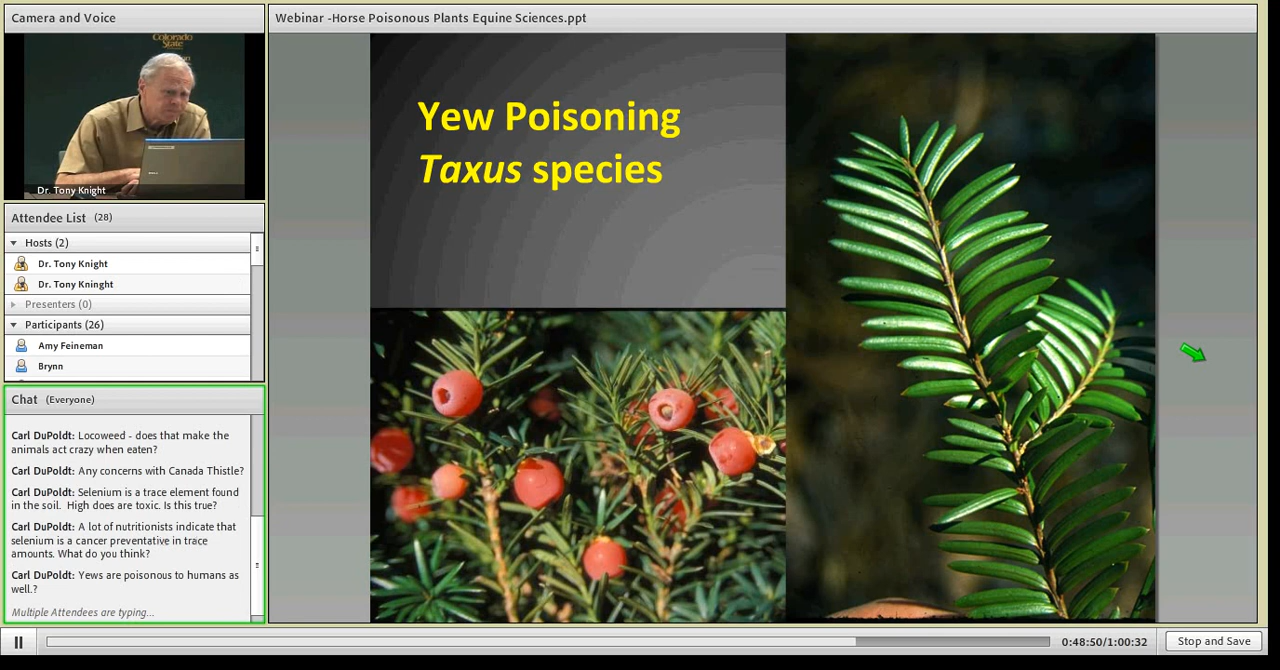 Camera and Voice
Colorado
State
Dr. Tony Knight
Attendee List (28)
Hosts (2)
Dr. Tony Knight
Dr. Tony Kninght
Presenters (0)
Participants (26)
Amy Feineman
Brynn
Chat (Everyone)
Carl DuPoldt: Locoweed - does that make the
animals act crazy when eaten?
Carl DuPoldt: Any concerns with Canada Thistle?
Carl DuPoldt: Selenium is a trace element found
in the soil. High does are toxic. Is this true?
Carl DuPoldt: A lot of nutritionists indicate that
selenium is a cancer preventative in trace
amounts. What do you think?
Carl DuPoldt: Yews are poisonous to humans as
well.?
Multiple Attendees are typing...
Webinar -Horse Poisonous Plants Equine Sciences.ppt
Yew Poisoning
Taxus species
0:48:50/1:00:32
Stop and Save